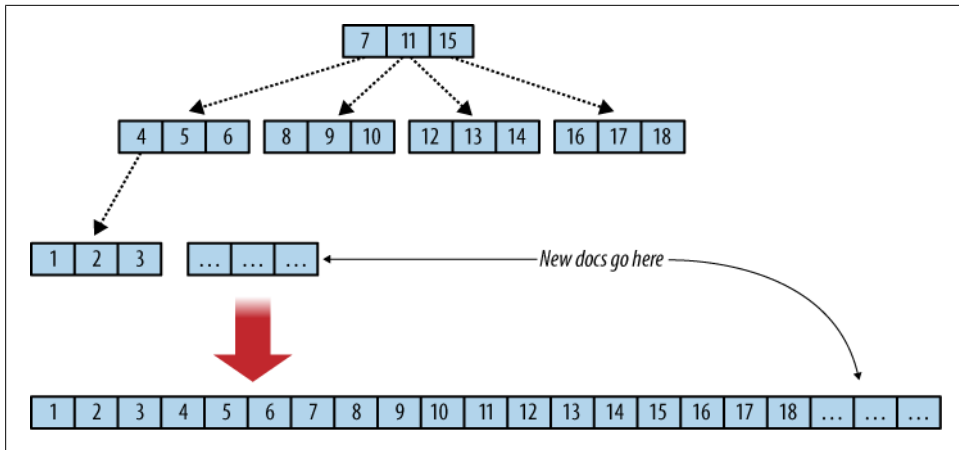 7 11 15
4 5 6 8 9 10 12 13 14 16 17 18
1 2 3 ... ... ... New docs go here
1 2 3 4 5 6 7 8 9 10 11 12 13 14 15 16 17 18 ... ... ...